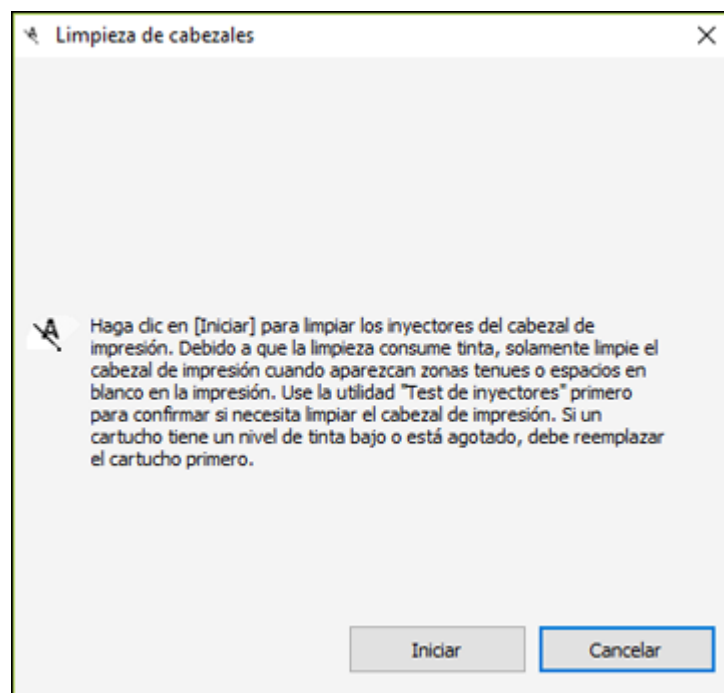 Limpieza de cabezales
Haga clic en [Iniciar] para limpiar los inyectores del cabezal de
impresión. Debido a que la limpieza consume tinta, solamente limpie el
cabezal de impresión cuando aparezcan zonas tenues o espacios en
blanco en la impresión. Use la utilidad "Test de inyectores" primero
para confirmar si necesita limpiar el cabezal de impresión. Si un
cartucho tiene un nivel de tinta bajo o está agotado, debe reemplazar
el cartucho primero.
Iniciar Cancelar